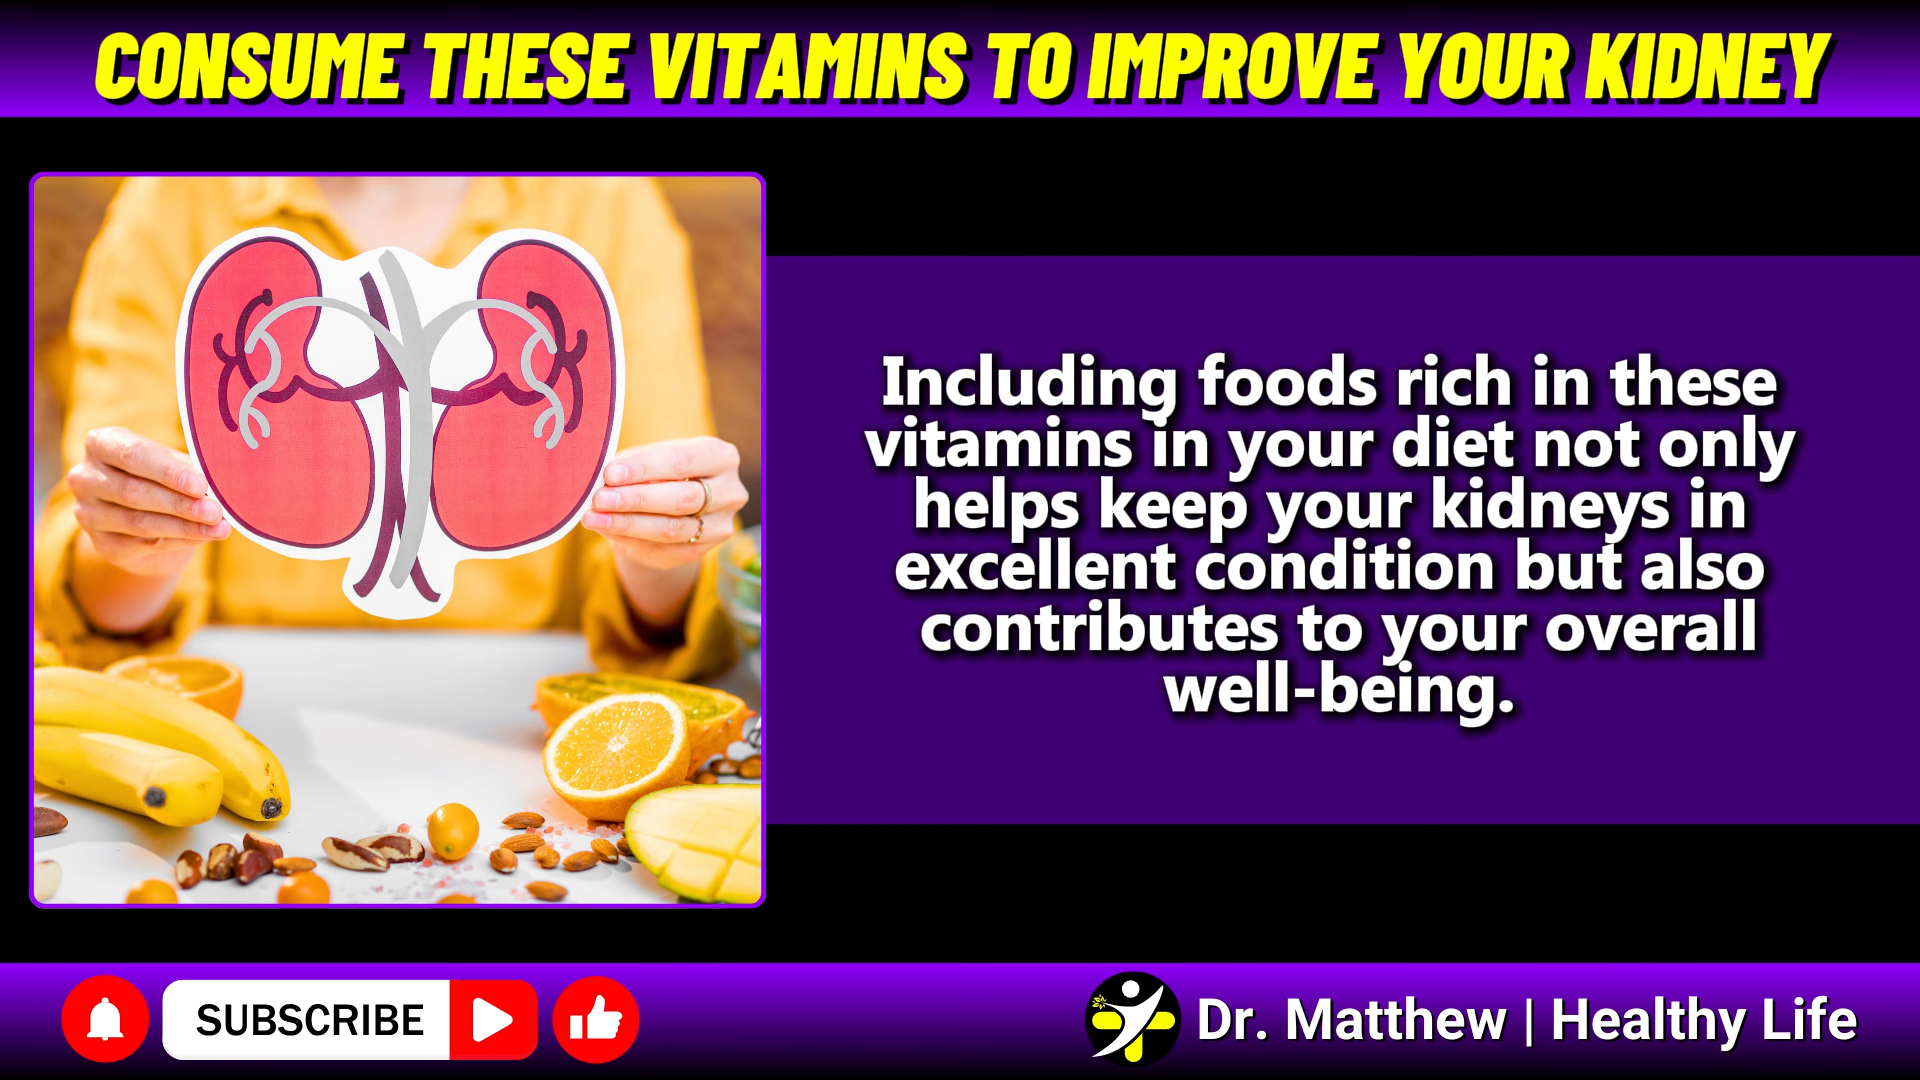 CONSUME THESE VITAMINS TO IMPROVE YOUR KIDNEY
Including foods rich in these
vitamins in your diet not only
helps keep your kidneys in
excellent condition but also
contributes to your overall
well-being.
SUBSCRIBE
Dr. Matthew | Healthy Life